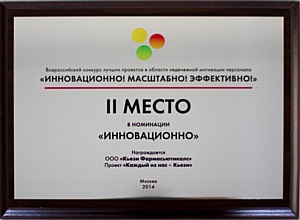 Всероссийский конкурс лучших проектов в области неденежной мотивации персонала
«ИННОВАЦИОННО! МАСШТАБНО! ЭФФЕКТИВНО!»
II МЕСТО
В НОМИНАЦИИ
«ИННОВАЦИОННО»
Награждается
ООО «Кьези Фармасьютикалс»
Проект «Каждый из нас – Кьези»
Москва
2014